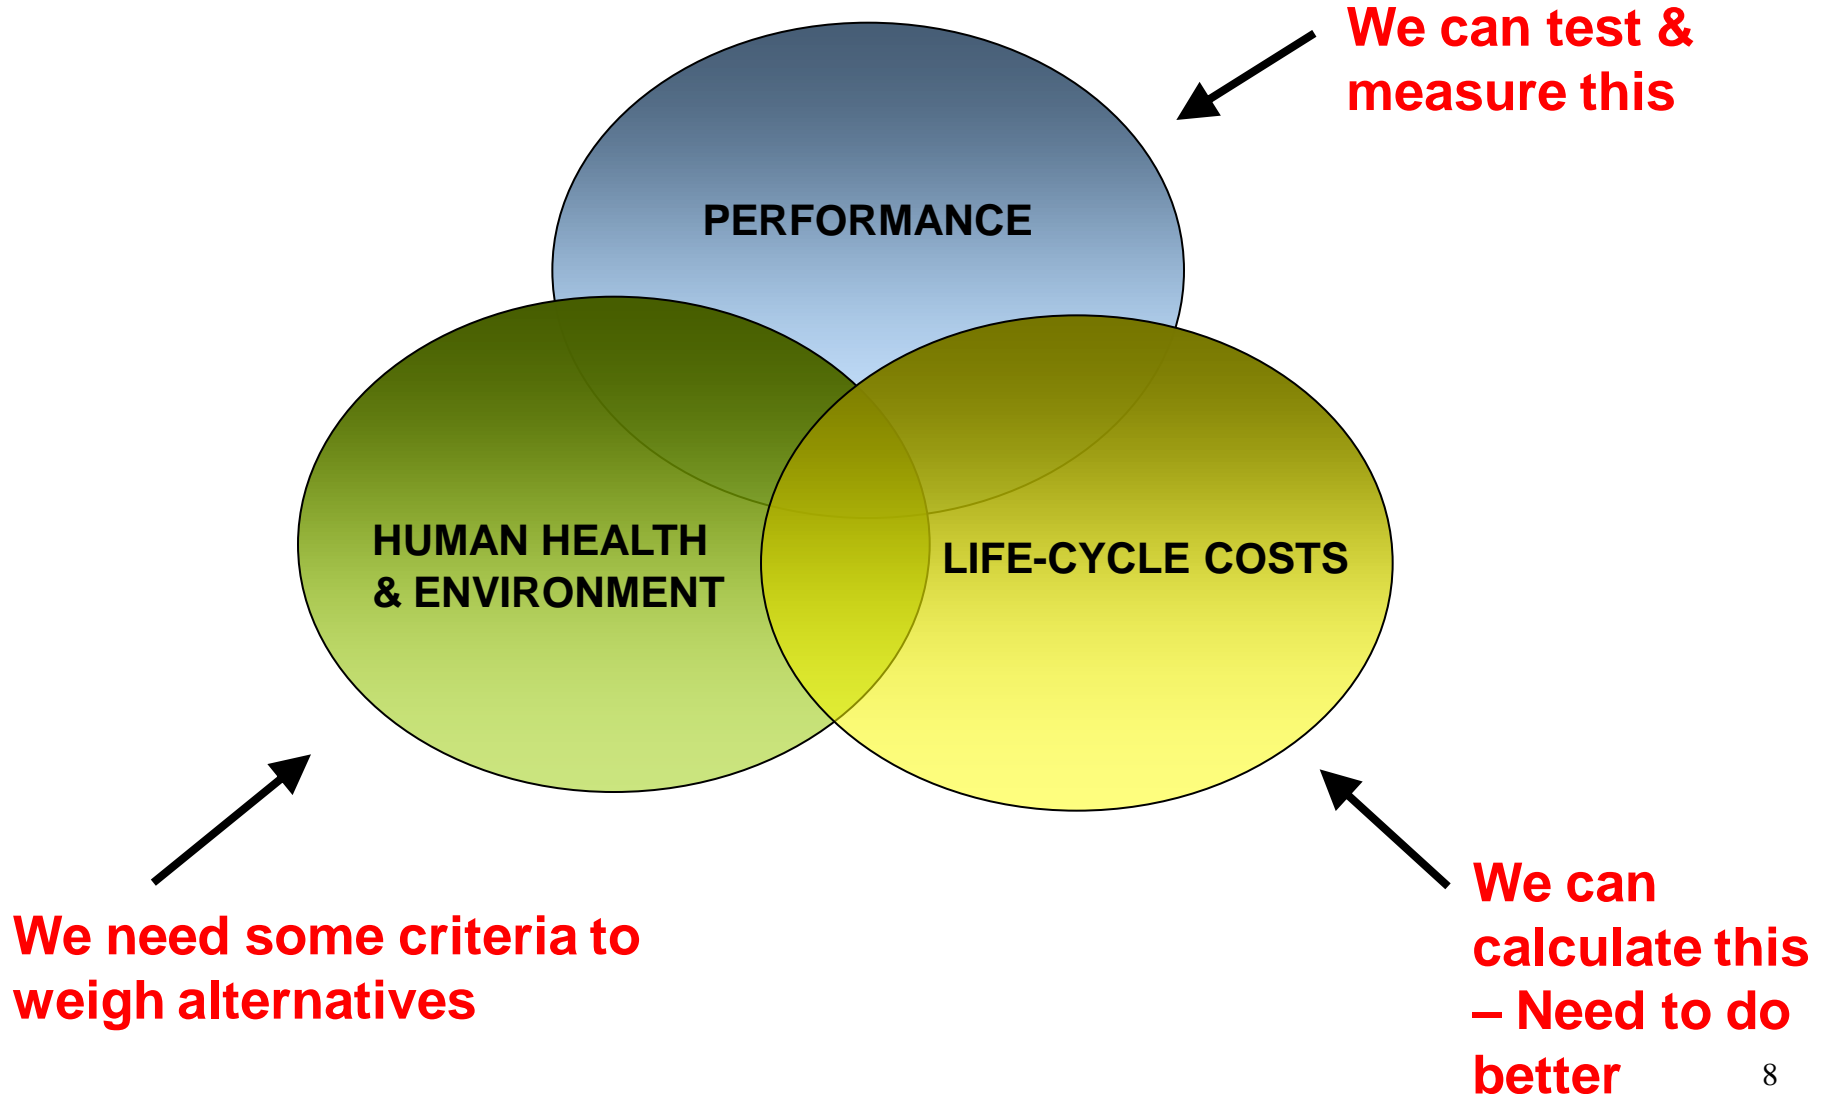 We can test &
measure this
PERFORMANCE
HUMAN HEALTH
& ENVIRONMENT
LIFE-CYCLE COSTS
We need some criteria to
weigh alternatives
We can
calculate this
– Need to do
better
8